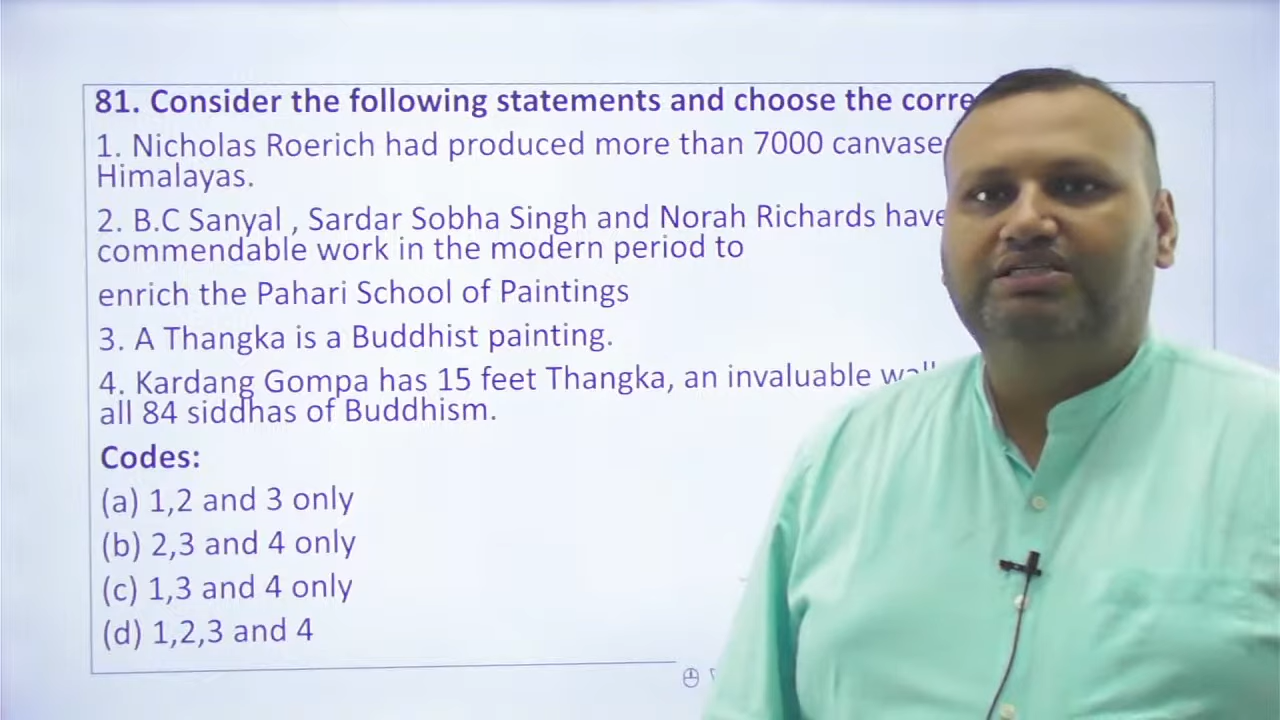 81. Consider the following statements and choose the
1. Nicholas Roerich had produced more than 7000
Himalayas.
2. B.C Sanyal , Sardar Sobha Singh and Norah Richards have
commendable work in the modern period to
enrich the Pahari School of Paintings
3. A Thangka is a Buddhist painting.
4. Kardang Gompa has 15 feet Thangka, an invaluable
all 84 siddhas of Buddhism.
Codes:
(a) 1,2 and 3 only
(b) 2,3 and 4 only
(c) 1,3 and 4 only
(d) 1,2,3 and 4